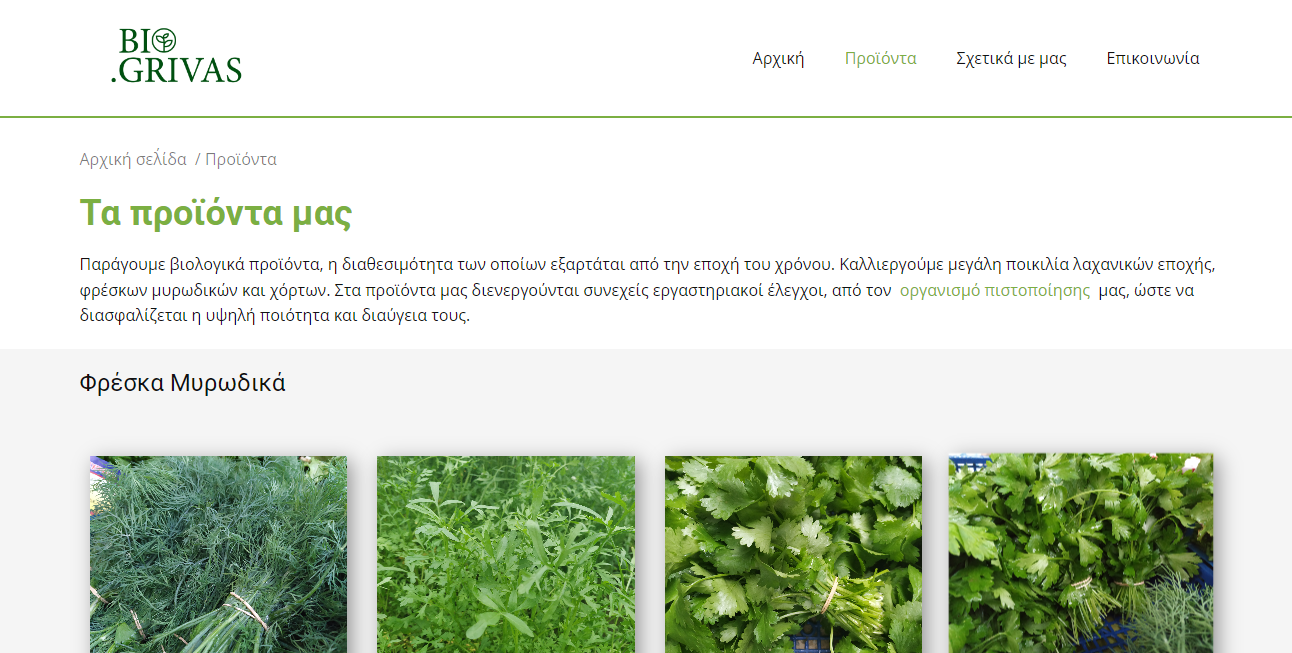 BIO
.GRIVAS
Αρχική Προϊόντα Σχετικά με μας Επικοινωνία
Αρχική σελίδα / Προϊόντα
Τα προϊόντα μας
Παράγουμε βιολογικά προϊόντα, η διαθεσιμότητα των οποίων εξαρτάται από την εποχή του χρόνου. Καλλιεργούμε μεγάλη ποικιλία λαχανικών εποχής,
φρέσκων μυρωδικών και χόρτων. Στα προϊόντα μας διενεργούνται συνεχείς εργαστηριακοί έλεγχοι, από τον οργανισμό πιστοποίησης μας, ώστε να
διασφαλίζεται η υψηλή ποιότητα και διαύγεια τους.
Φρέσκα Μυρωδικά